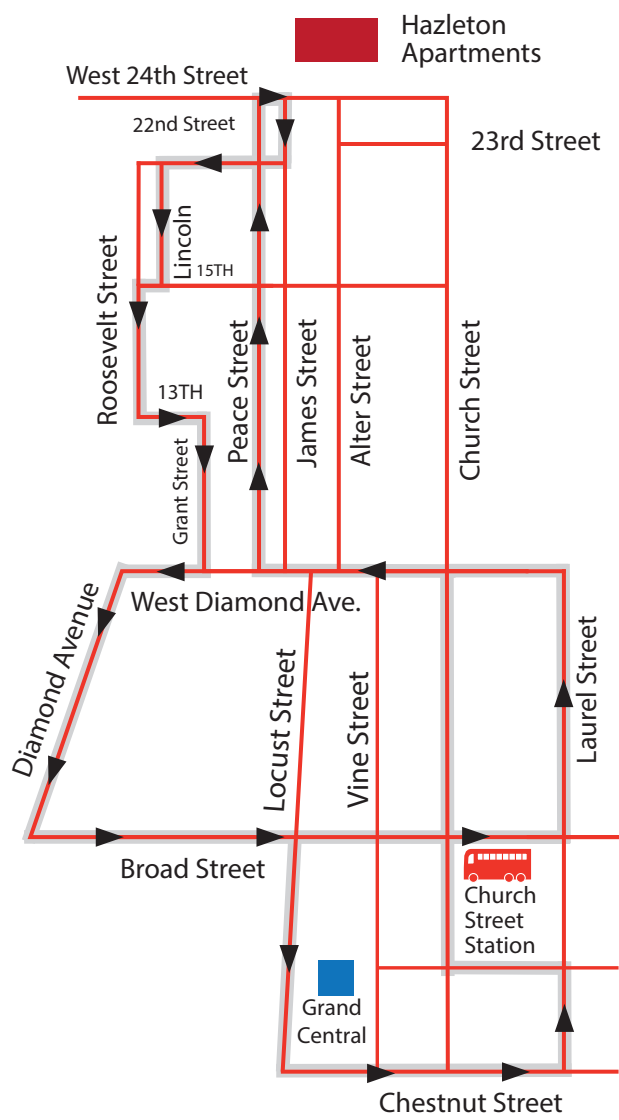 Hazleton
Apartments
West 24th Street
22nd Street
23rd Street
Lincoln
15TH
Roosevelt Street
13TH
Grant Street
Peace Street
James Street
Alter Street
Church Street
West Diamond Ave.
Diamond Avenue
Locust Street
Vine Street
Laurel Street
Broad Street
Church
Street
Station
Grand
Central
Chestnut Street